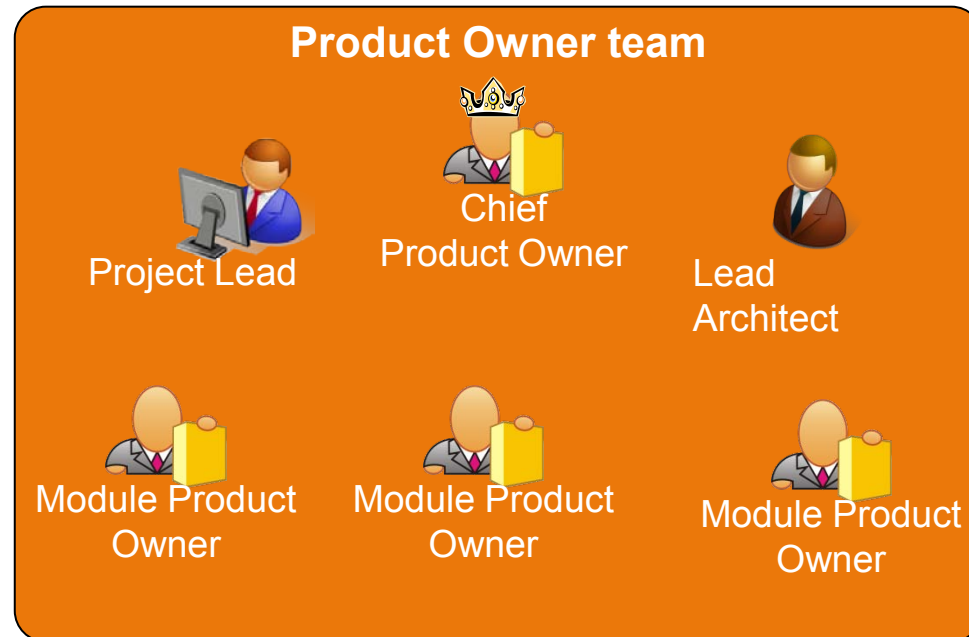 Product Owner team
Chief
Product Owner
Project Lead
Lead
Architect
Module Product
Owner
Module Product
Owner
Module Product
Owner